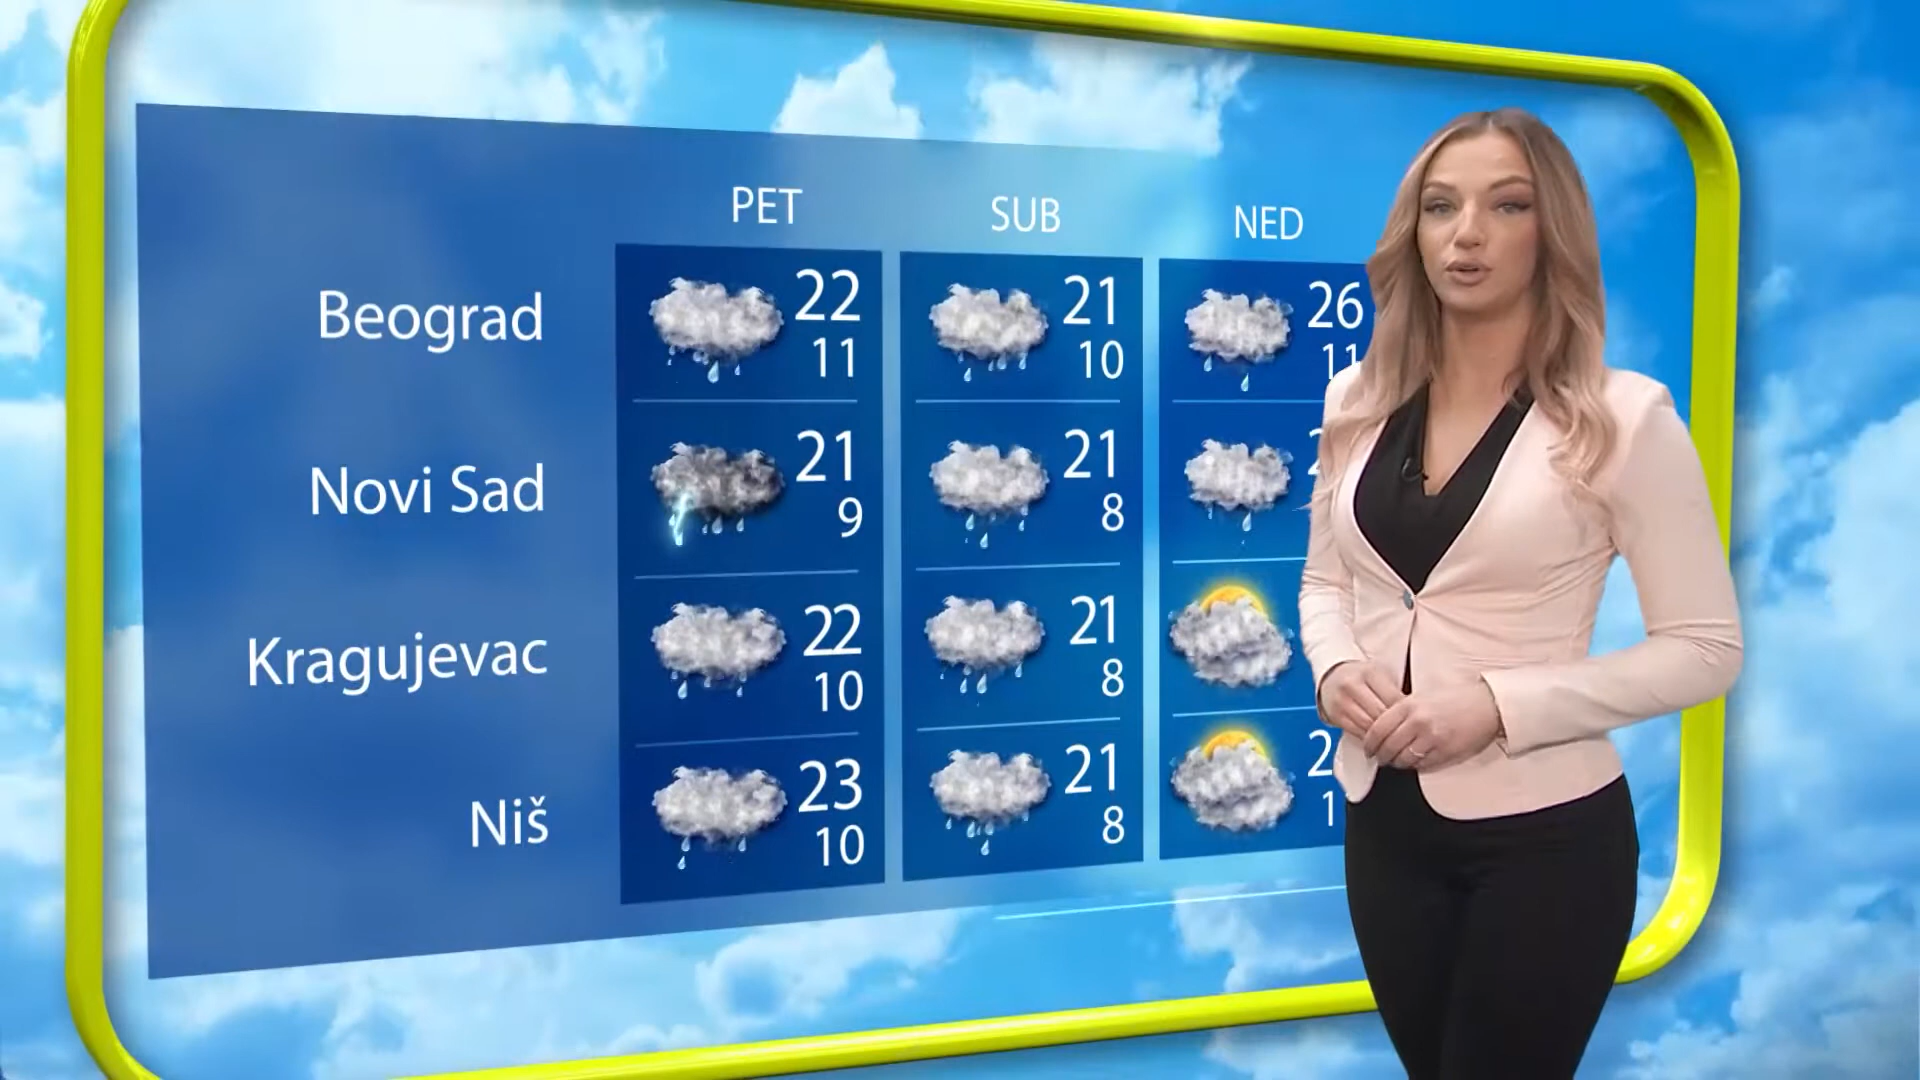 PET SUB NED
Beograd 22 21 26
11 10 11
Novi Sad 21 21
9 8
Kragujevac 22 21
10 8
Niš 23 21
10 8